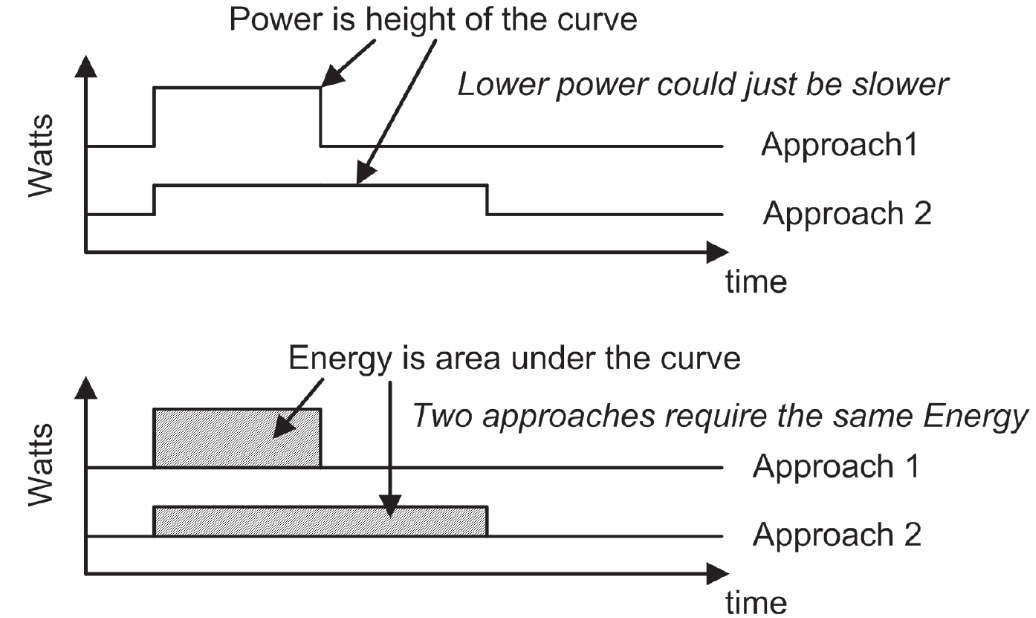 Power is height of the curve
Lower power could just be slower
Watts
Approach1
Approach 2
time
Energy is area under the curve
Two approaches require the same Energy
Watts
Approach 1
Approach 2
time